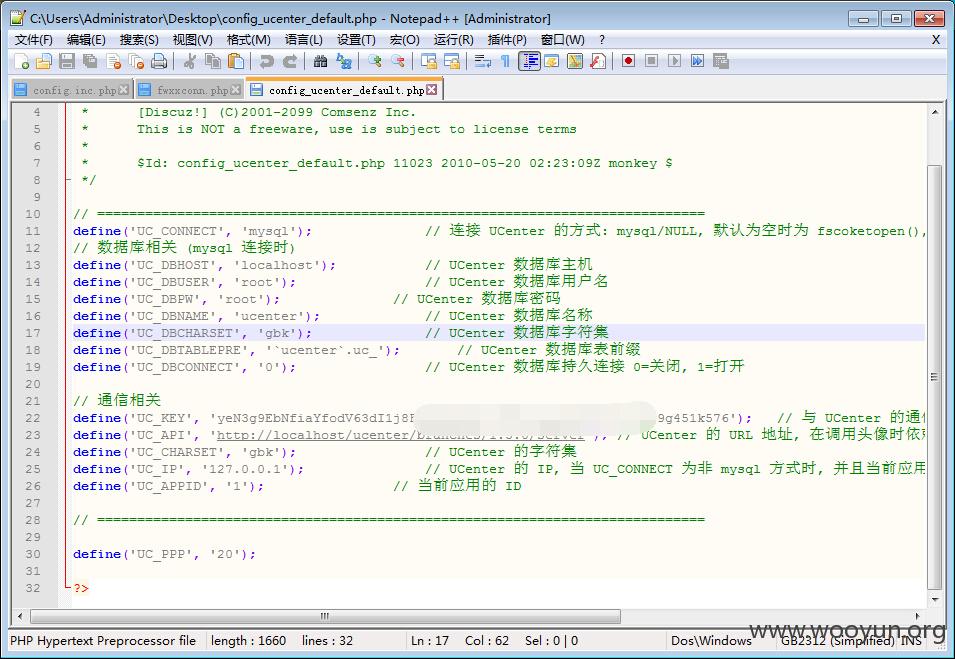 C:\Users\Administrator\Desktop\config_ucenter_default.php - Notepad++ [Administrator]
文件(F) 编辑(E) 搜索(S) 视图(V) 格式(M) 语言(L) 设置(T) 宏(O) 运行(R) 插件(P) 窗口(W) ? X
config.inc.php fwxxconn.php config_ucenter_default.php
4 * [Discuz!] (C)2001-2099 Comsenz Inc.
5 * This is NOT a freeware, use is subject to license terms
6 *
7 * $Id: config_ucenter_default.php 11023 2010-05-20 02:23:09Z monkey $
8 */
9
10 // ============================================================================
11 define('UC_CONNECT', 'mysql'); // 连接 UCenter 的方式: mysql/NULL, 默认为空时为 fscoketopen(),
12 // 数据库相关 (mysql 连接时)
13 define('UC_DBHOST', 'localhost'); // UCenter 数据库主机
14 define('UC_DBUSER', 'root'); // UCenter 数据库用户名
15 define('UC_DBPW', 'root'); // UCenter 数据库密码
16 define('UC_DBNAME', 'ucenter'); // UCenter 数据库名称
17 define('UC_DBCHARSET', 'gbk'); // UCenter 数据库字符集
18 define('UC_DBTABLEPRE', '`ucenter`.uc_'); // UCenter 数据库表前缀
19 define('UC_DBCONNECT', '0'); // UCenter 数据库持久连接 0=关闭, 1=打开
20
21 // 通信相关
22 define('UC_KEY', 'yeN3g9EbNfiaYfodV63dI1j8 9g451k576'); // 与 UCenter 的通
23 define('UC_API', 'http://localhost/ucenter/ '); // UCenter 的 URL 地址, 在调用头像时依
24 define('UC_CHARSET', 'gbk'); // UCenter 的字符集
25 define('UC_IP', '127.0.0.1'); // UCenter 的 IP, 当 UC_CONNECT 为非 mysql 方式时, 并且当前应用
26 define('UC_APPID', '1'); // 当前应用的 ID
27
28 // ============================================================================
29
30 define('UC_PPP', '20');
31
32 ?>
PHP Hypertext Preprocessor file length : 1660 lines : 32 Ln : 17 Col : 62 Sel : 0 | 0 Dos\Windows GB2312 (Simplified) INS
www.wooyun.org